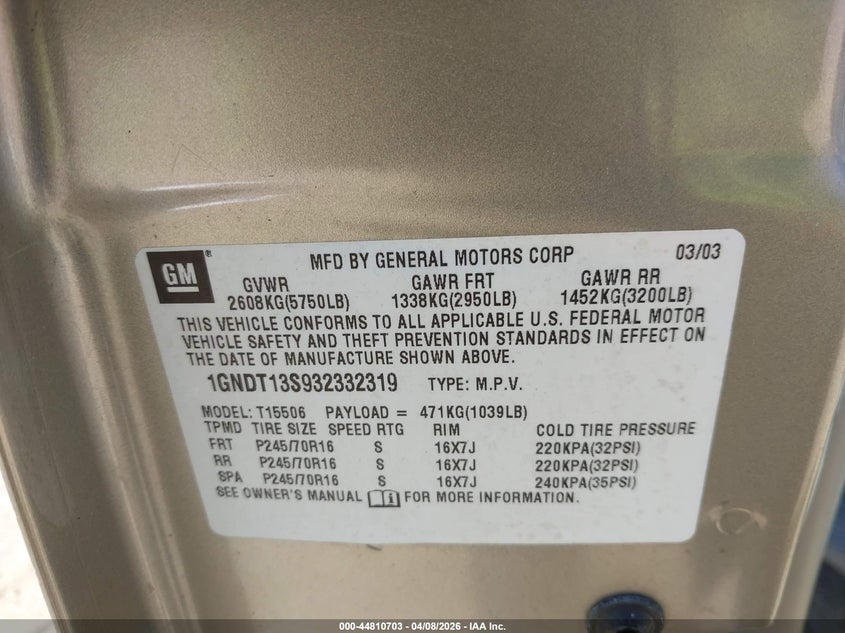 GM ®
MFD BY GENERAL MOTORS CORP 03/03
GVWR GAWR FRT GAWR RR
2608KG(5750LB) 1338KG(2950LB) 1452KG(3200LB)
THIS VEHICLE CONFORMS TO ALL APPLICABLE U.S. FEDERAL MOTOR
VEHICLE SAFETY AND THEFT PREVENTION STANDARDS IN EFFECT ON
THE DATE OF MANUFACTURE SHOWN ABOVE.
1GNDT13S932332319 TYPE: M.P.V.
MODEL: T15506 PAYLOAD = 471KG(1039LB)
TPMD TIRE SIZE SPEED RTG RIM COLD TIRE PRESSURE
FRT P245/70R16 S 16X7J 220KPA(32PSI)
RR P245/70R16 S 16X7J 220KPA(32PSI)
SPA P245/70R16 S 16X7J 240KPA(35PSI)
SEE OWNER'S MANUAL i FOR MORE INFORMATION.
000-44810703 - 04/08/2026 - IAA Inc.